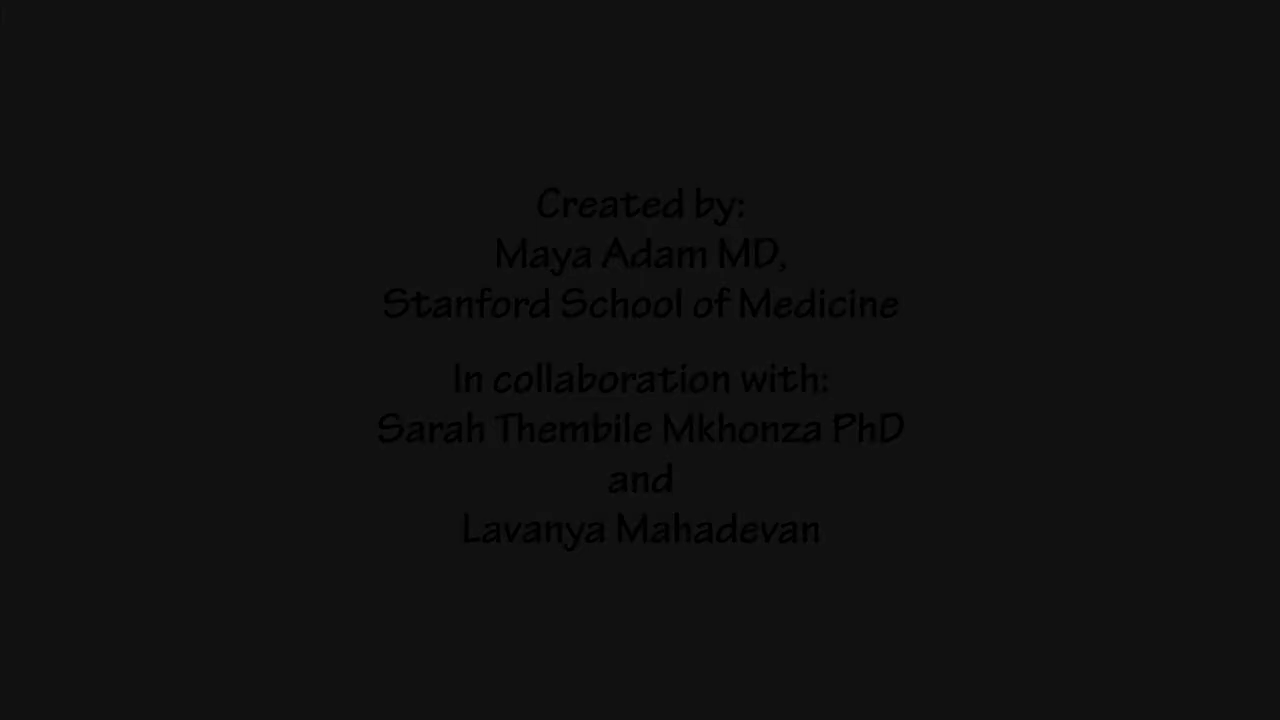 Created by:
Maya Adam MD,
Stanford School of Medicine
In collaboration with:
Sarah Thembile Mkhonza PhD
and
Lavanya Mahadevan